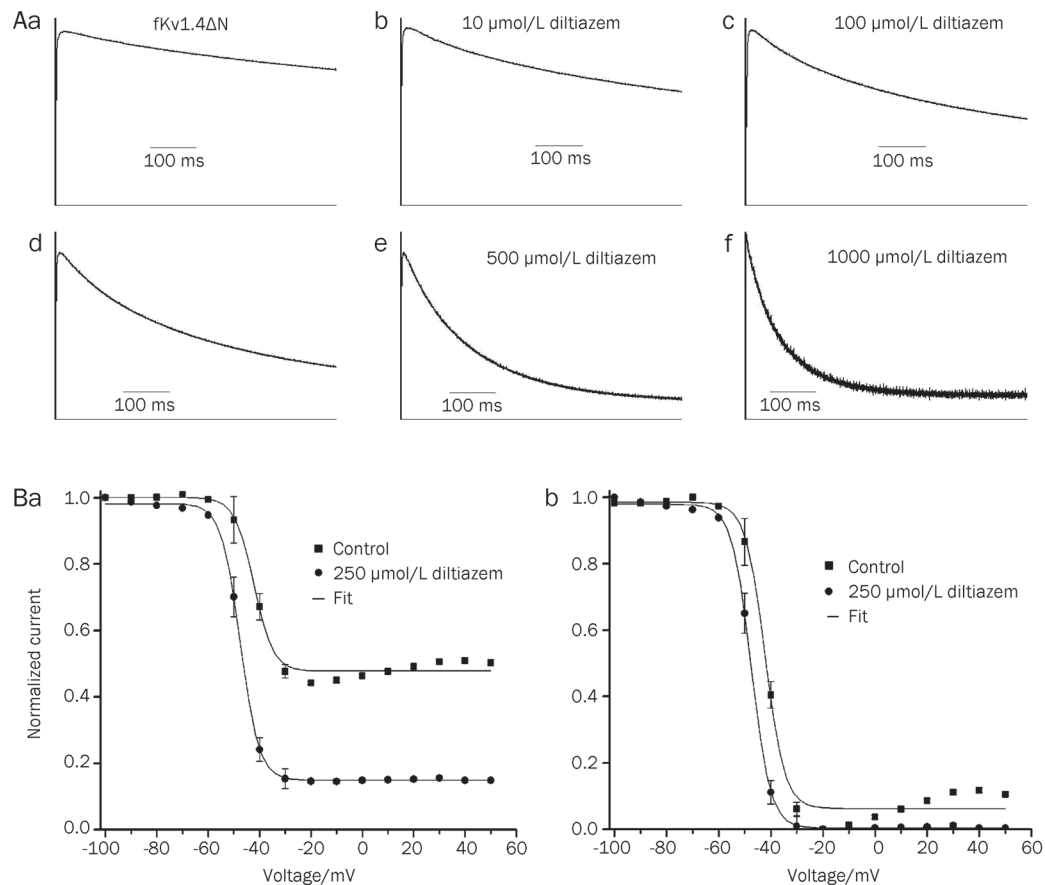 Aa
fKv1.4ΔN
100 ms
b
10 µmol/L diltiazem
100 ms
c
100 µmol/L diltiazem
100 ms
d
100 ms
e
500 µmol/L diltiazem
100 ms
f
1000 µmol/L diltiazem
100 ms
Ba
Normalized current
1.0
0.8
0.6
0.4
0.2
0.0
Control
250 µmol/L diltiazem
Fit
-100 -80 -60 -40 -20 0 20 40 60
Voltage/mV
b
1.0
0.8
0.6
0.4
0.2
0.0
Control
250 µmol/L diltiazem
Fit
-100 -80 -60 -40 -20 0 20 40 60
Voltage/mV